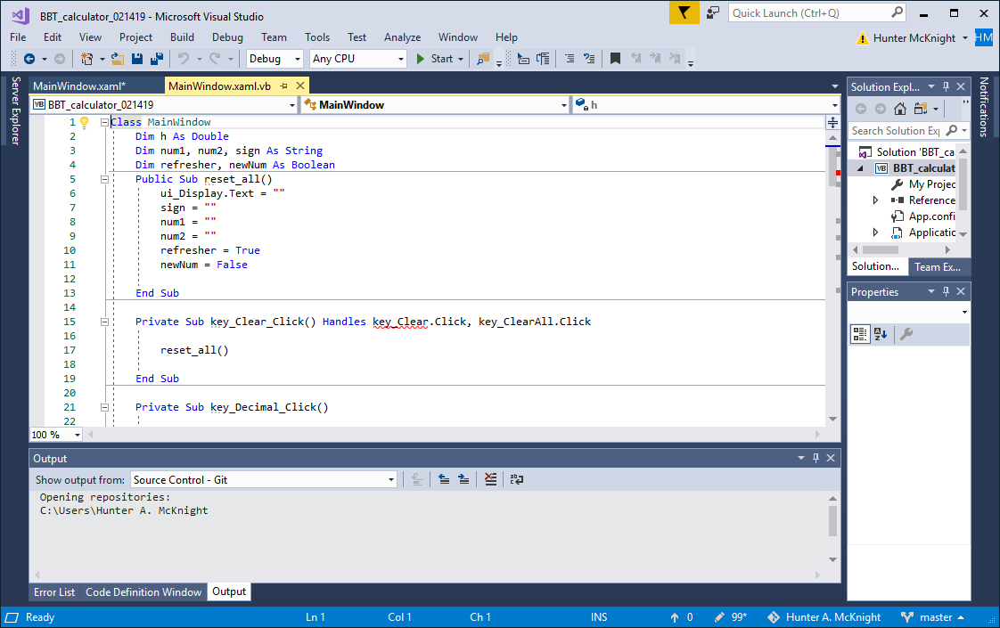 BBT_calculator_021419 - Microsoft Visual Studio
Quick Launch (Ctrl+Q)
File Edit View Project Build Debug Team Tools Test Analyze Window Help
Hunter McKnight HM
Debug Any CPU Start
Server Explorer
MainWindow.xaml* MainWindow.xaml.vb
VB BBT_calculator_021419 MainWindow h
1 Class MainWindow
2 Dim h As Double
3 Dim num1, num2, sign As String
4 Dim refresher, newNum As Boolean
5 Public Sub reset_all()
6 ui_Display.Text = ""
7 sign = ""
8 num1 = ""
9 num2 = ""
10 refresher = True
11 newNum = False
12
13 End Sub
14
15 Private Sub key_Clear_Click() Handles key_Clear.Click, key_ClearAll.Click
16
17 reset_all()
18
19 End Sub
20
21 Private Sub key_Decimal_Click()
22
100 %
Solution Expl...
Search Solution Exp
Solution 'BBT_ca
VB BBT_calculat
My Projec
Reference
App.confi
Applicatic
Solution... Team Ex...
Properties
Notifications
Output
Show output from: Source Control - Git
Opening repositories:
C:\Users\Hunter A. McKnight
Error List Code Definition Window Output
Ready Ln 1 Col 1 Ch 1 INS 0 99* Hunter A. McKnight master